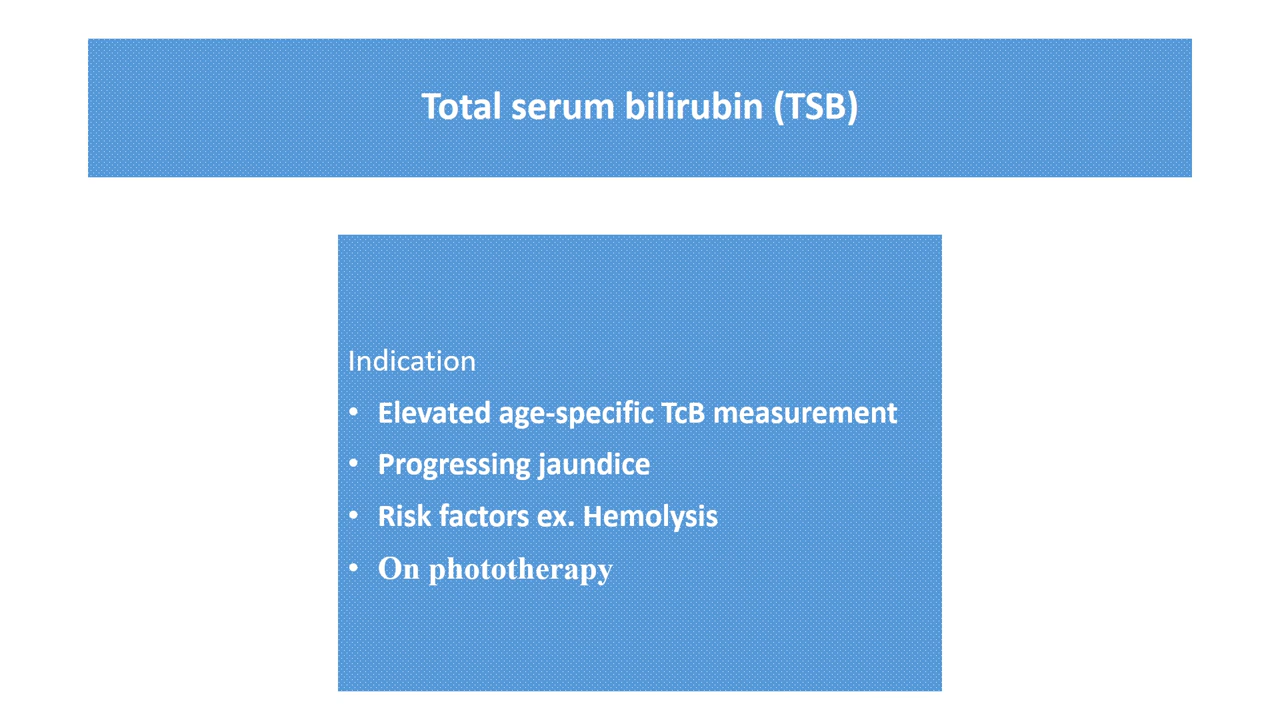 Total serum bilirubin (TSB)
Indication
• Elevated age-specific TcB measurement
• Progressing jaundice
• Risk factors ex. Hemolysis
• On phototherapy